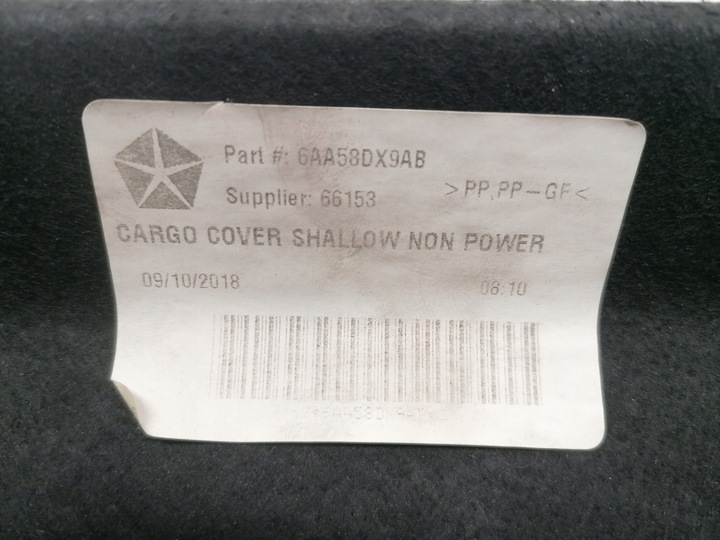 Part #: 6AA58DX9AB
Supplier: 66153
>PP,PP-GF<
CARGO COVER SHALLOW NON POWER
09/10/2018
08:10